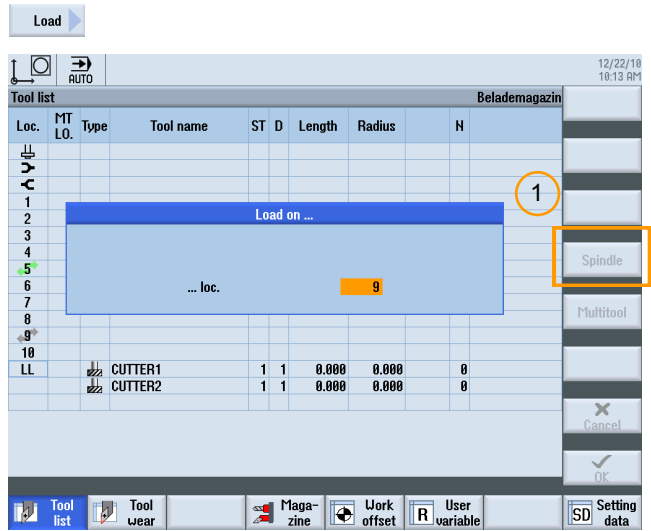 Load
AUTO
12/22/10
10:13 AM
Tool list
Belademagazin
Loc. MT LO. Type Tool name ST D Length Radius N
1
1
2
3
4
5
6
7
8
9
10
Load on ...
... loc. 9
LL CUTTER1 1 1 0.000 0.000 0
CUTTER2 1 1 0.000 0.000 0
Spindle
Multitool
Cancel
OK
Tool list
Tool wear
Maga-
zine
Work offset
R User variable
SD Setting data